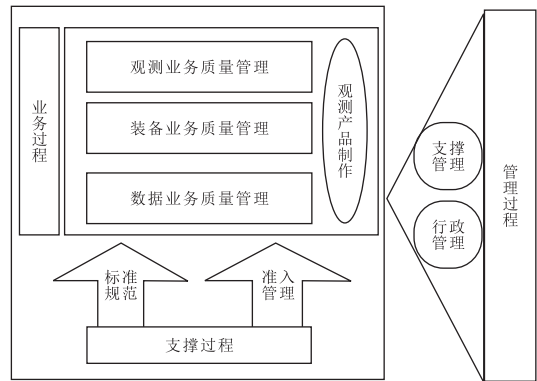 业务过程
观测业务质量管理
装备业务质量管理
数据业务质量管理
观测产品制作
标准
规范
准入
管理
支撑过程
支撑
管理
行政
管理
管理过程